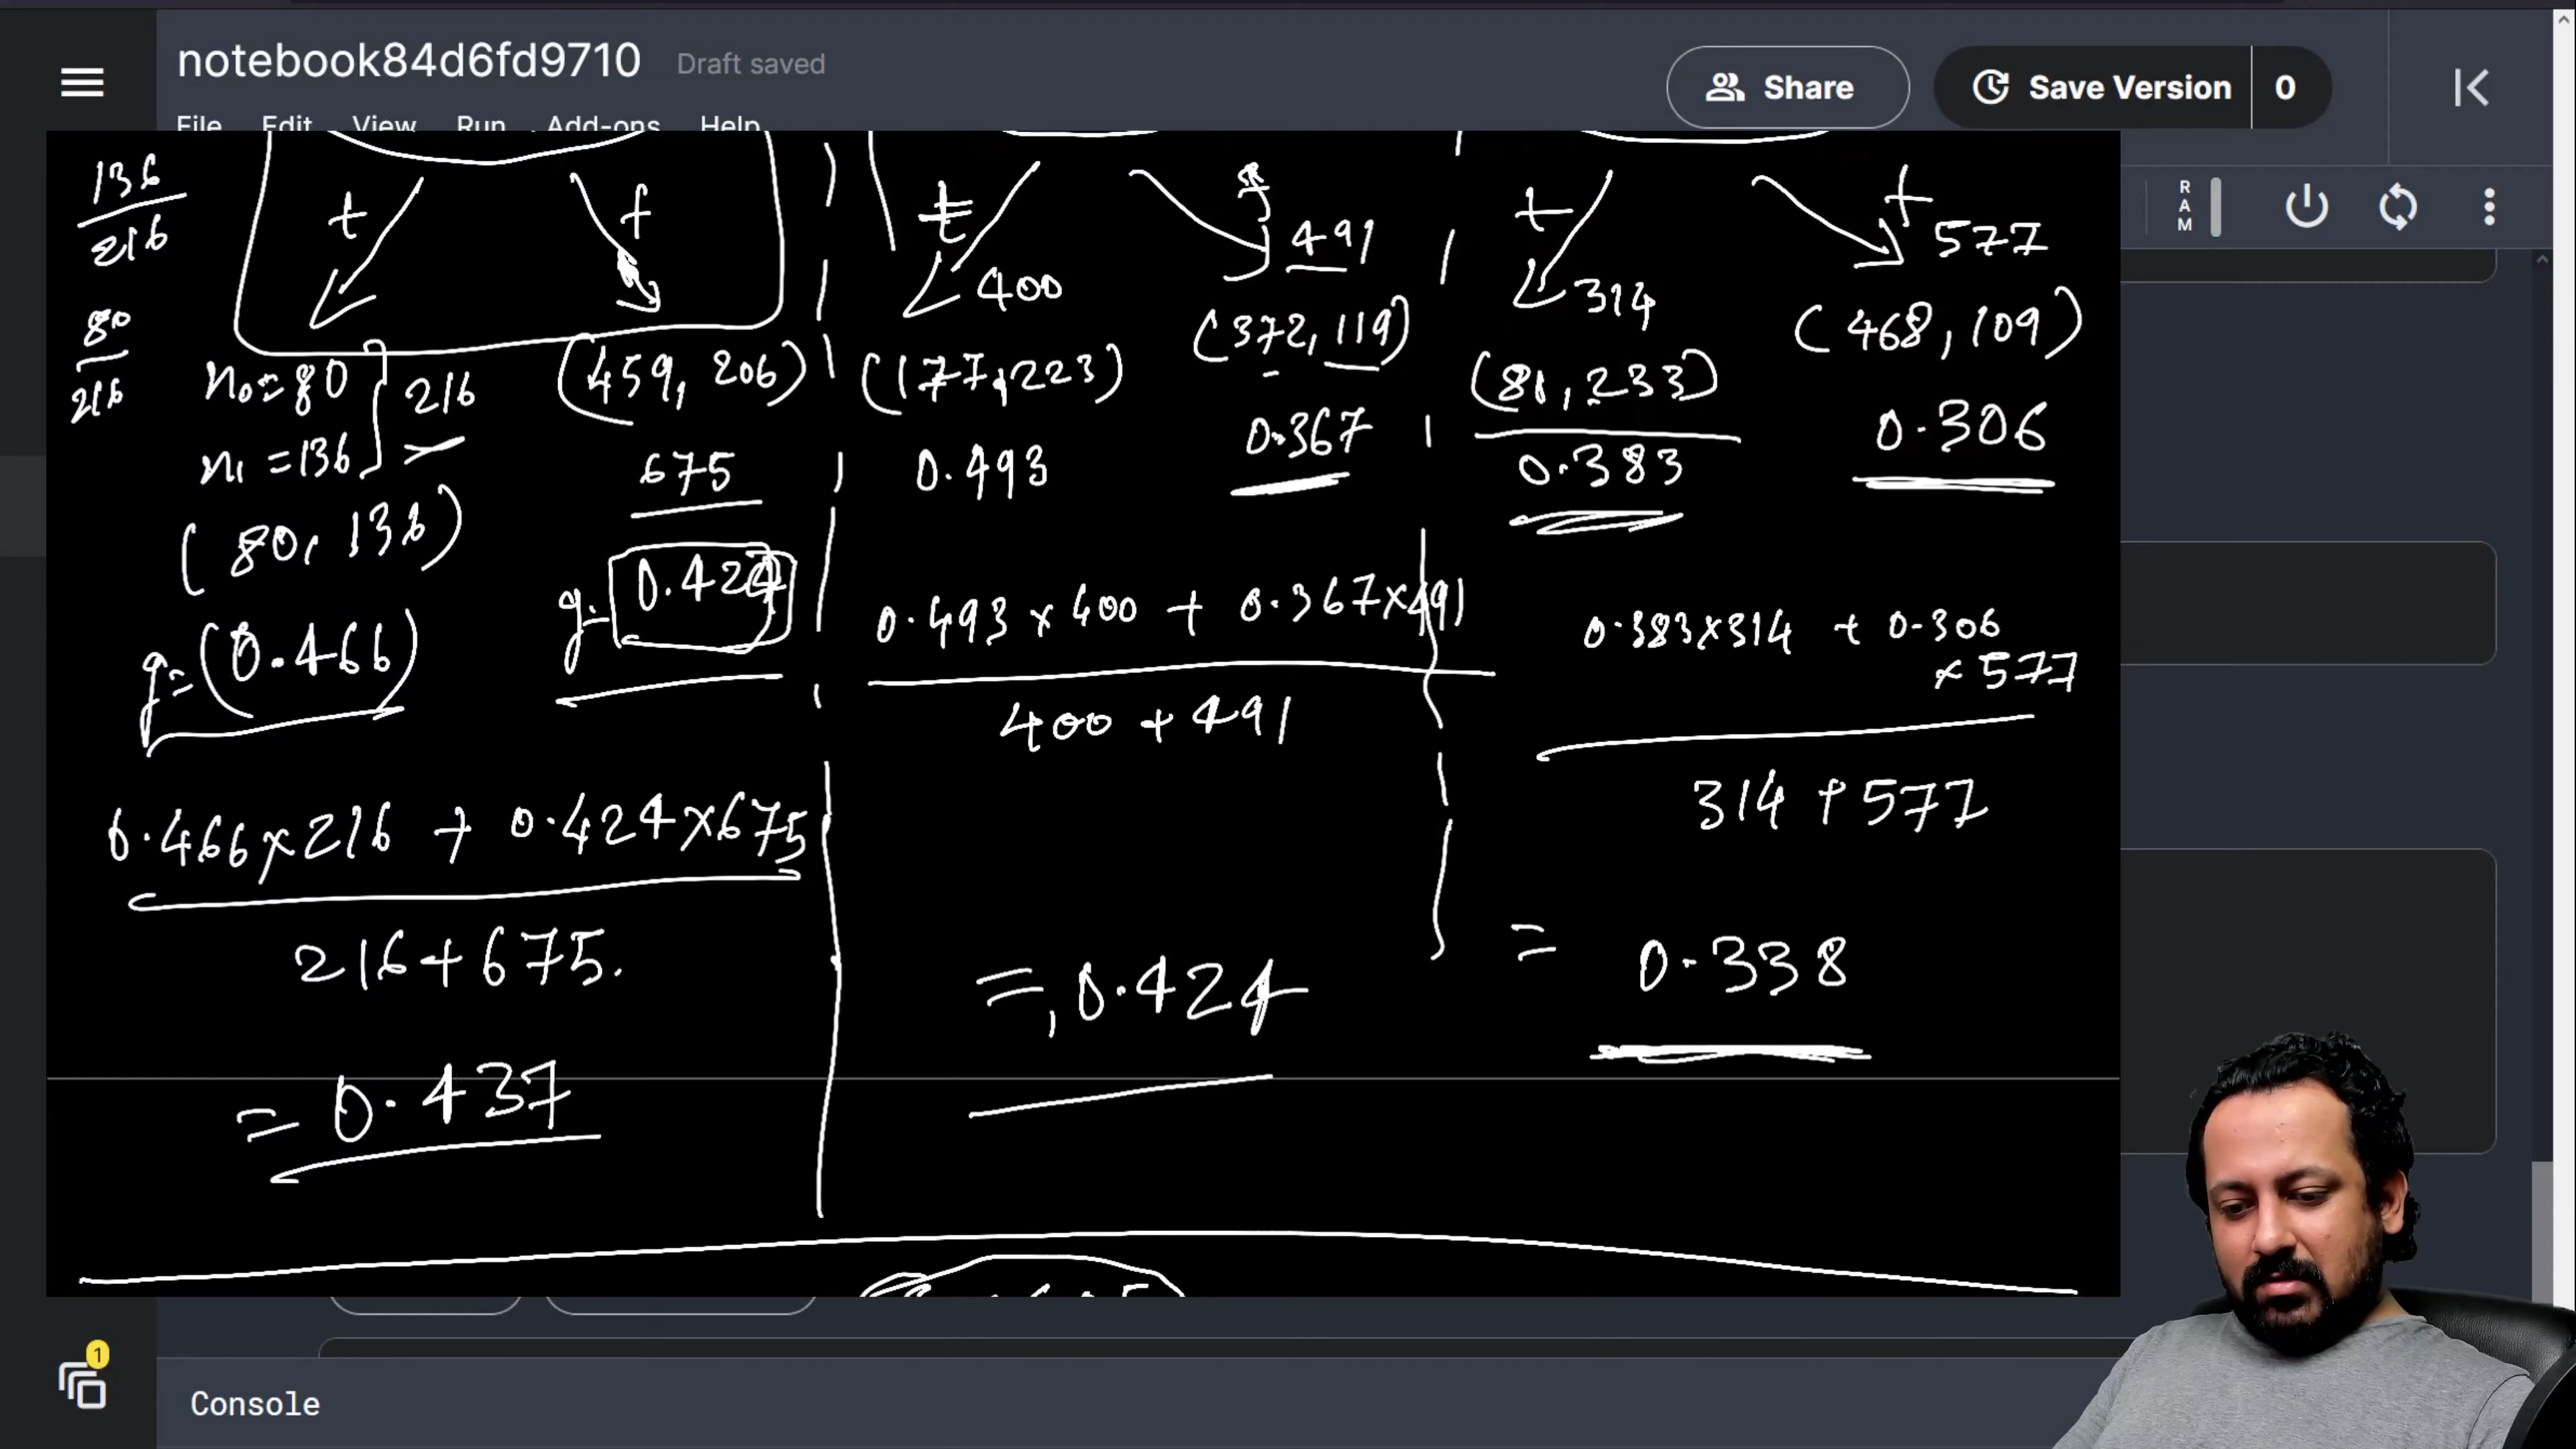 notebook84d6fd9710 Draft saved
Share
Save Version 0
File Edit View Run Add-ons Help
RAM
136
216
80
216
t f
n0 = 80
n1 = 136
216
(80, 136)
g = (0.466)
(459, 206)
675
g = 0.424
0.466×216 + 0.424×675
216+675.
= 0.437
t
400
(177, 223)
0.493
491
(372, 119)
0.367
0.493 × 400 + 0.367×491
400 + 491
= 0.424
t
314
(81, 233)
0.383
577
(468, 109)
0.306
0.383×314 + 0.306
× 577
314 + 577
= 0.338
1
Console